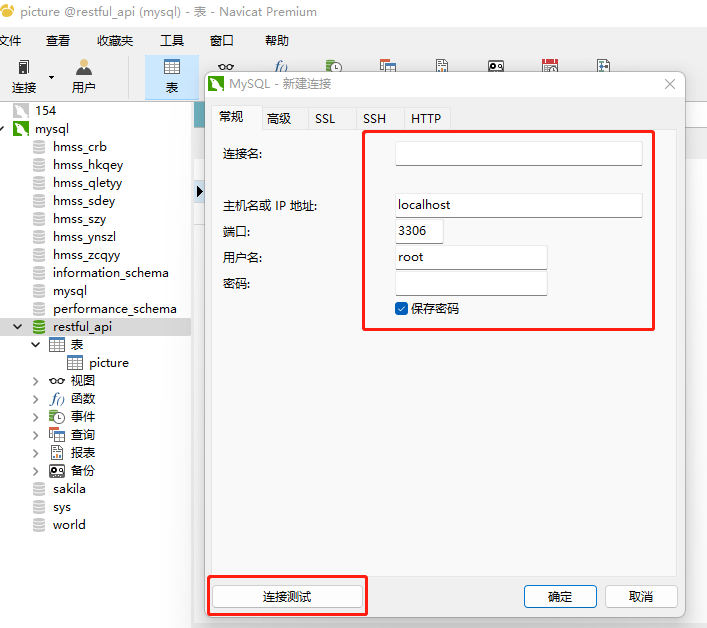 picture @restful_api (mysql) - 表 - Navicat Premium
文件 查看 收藏夹 工具 窗口 帮助
连接 用户 表
MySQL - 新建连接
常规 高级 SSL SSH HTTP
连接名:
主机名或 IP 地址: localhost
端口: 3306
用户名: root
密码:
保存密码
连接测试 确定 取消
154
mysql
hmss_crb
hmss_hkqey
hmss_qletyy
hmss_sdey
hmss_szy
hmss_ynszl
hmss_zcqyy
information_schema
mysql
performance_schema
restful_api
表
picture
视图
f() 函数
事件
查询
报表
备份
sakila
sys
world